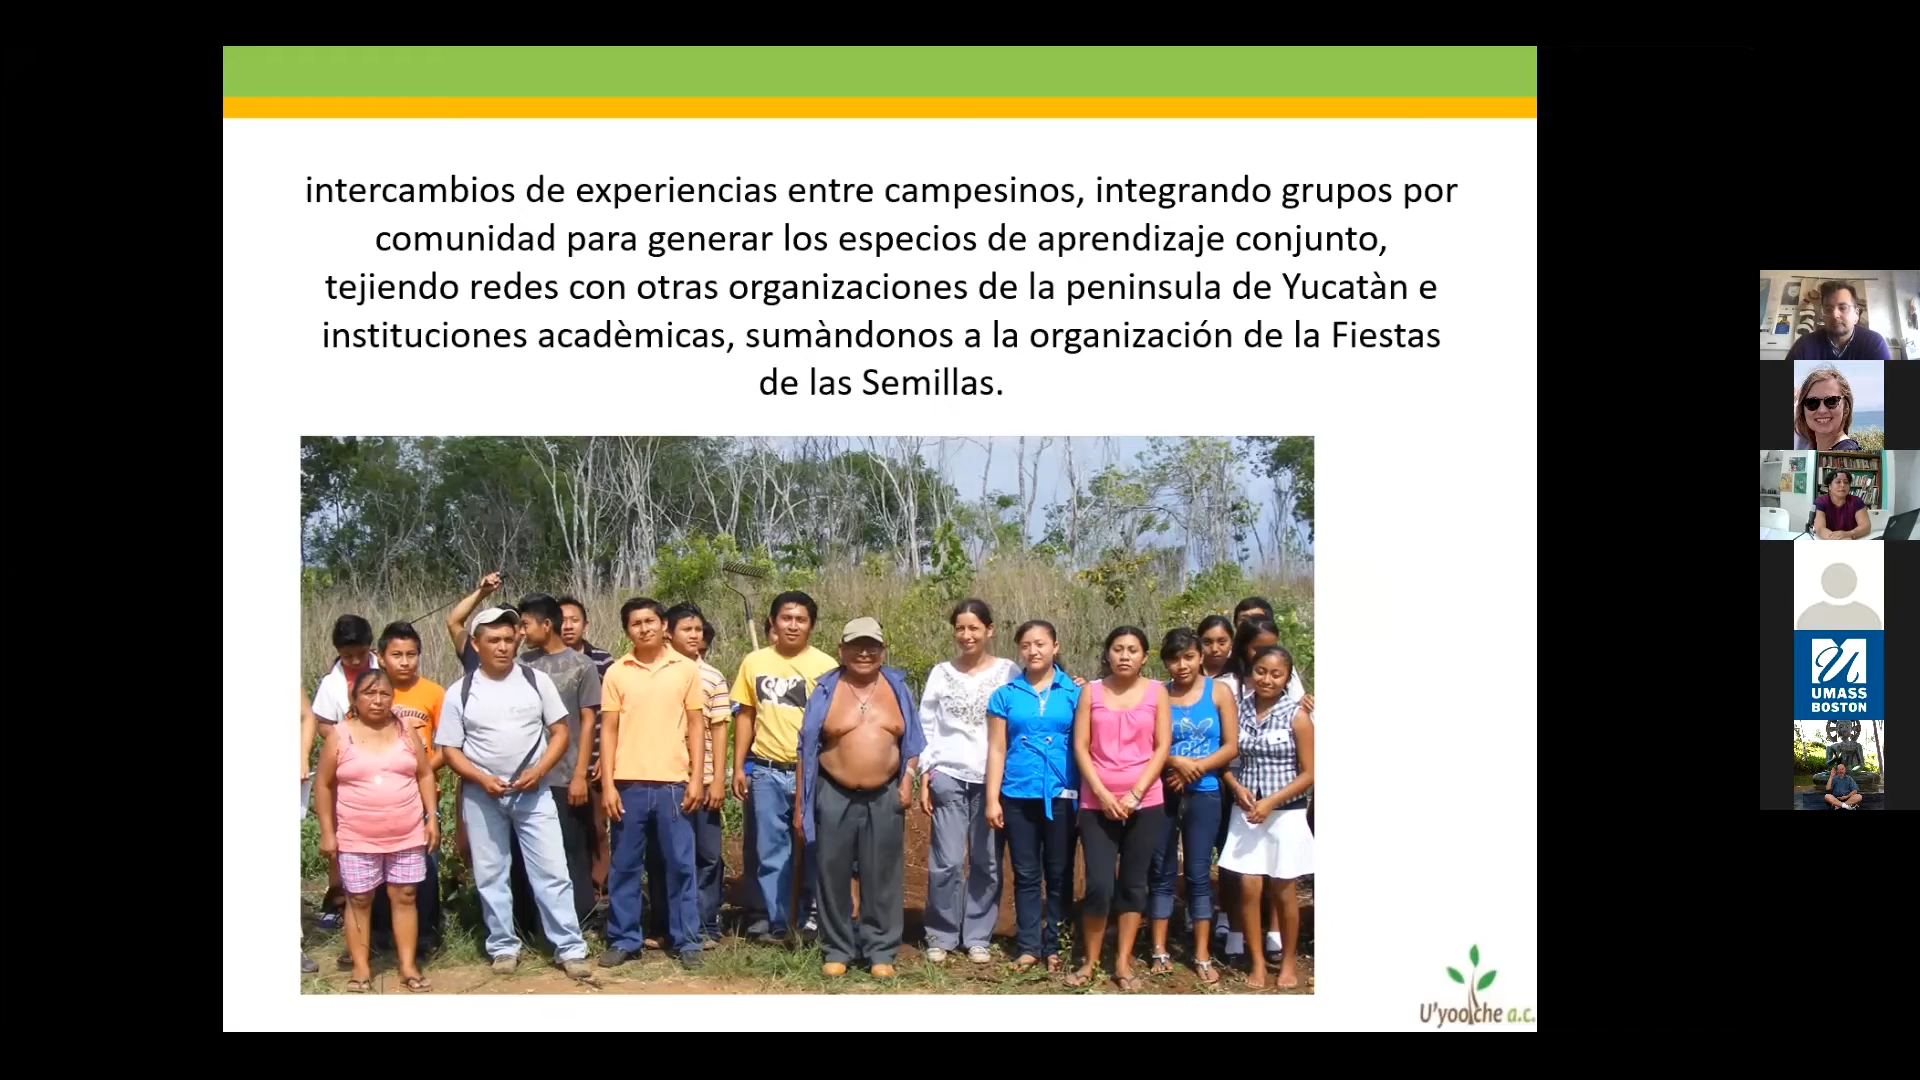 intercambios de experiencias entre campesinos, integrando grupos por
comunidad para generar los especios de aprendizaje conjunto,
tejiendo redes con otras organizaciones de la peninsula de Yucatàn e
instituciones acadèmicas, sumàndonos a la organización de la Fiestas
de las Semillas.
U'yoolche a.c.
UMASS
BOSTON